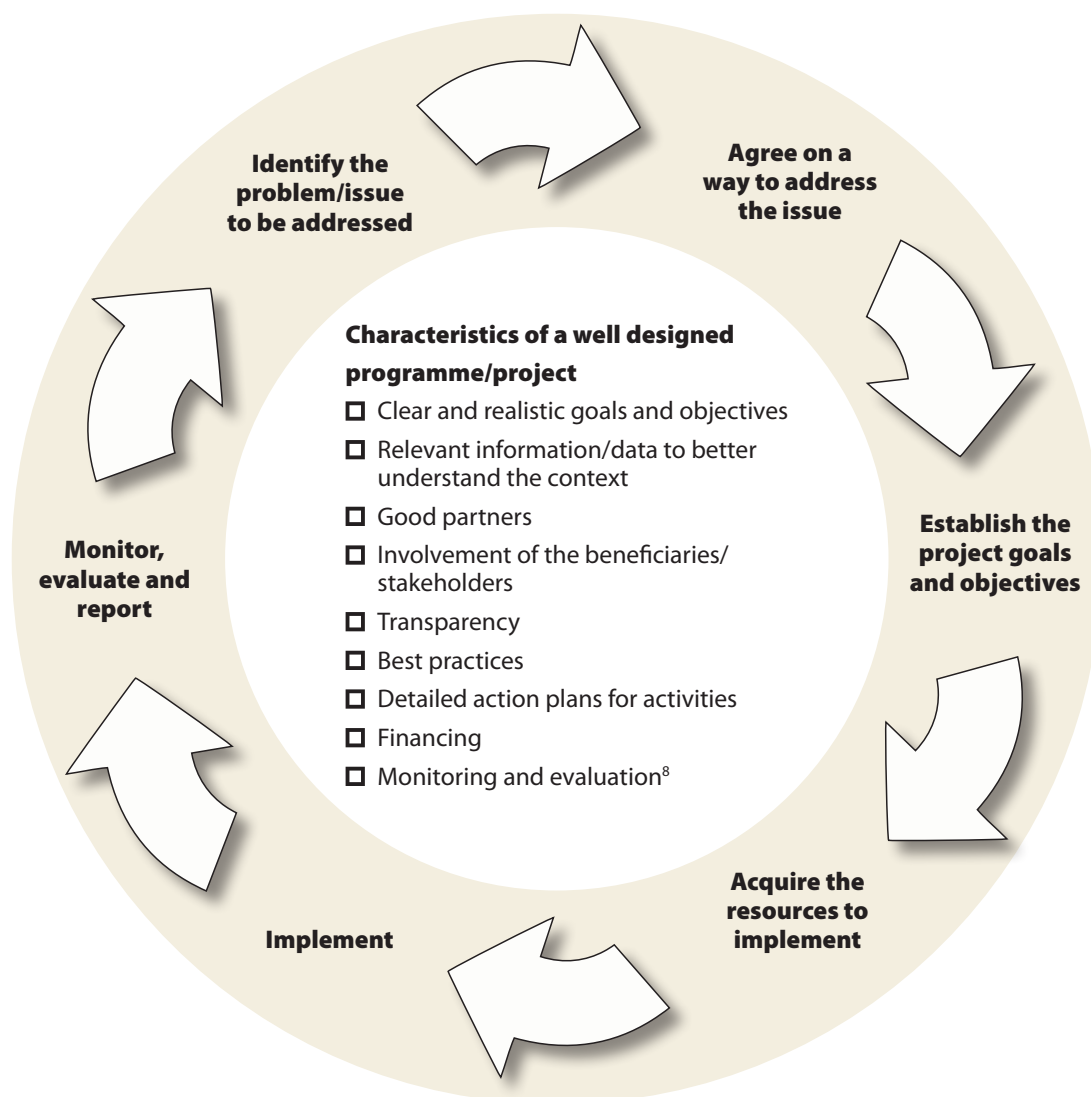 Identify the
problem/issue
to be addressed
Agree on a
way to address
the issue
Establish the
project goals
and objectives
Acquire the
resources to
implement
Implement
Monitor,
evaluate and
report
Characteristics of a well designed
programme/project
Clear and realistic goals and objectives
Relevant information/data to better
understand the context
Good partners
Involvement of the beneficiaries/
stakeholders
Transparency
Best practices
Detailed action plans for activities
Financing
Monitoring and evaluation⁸